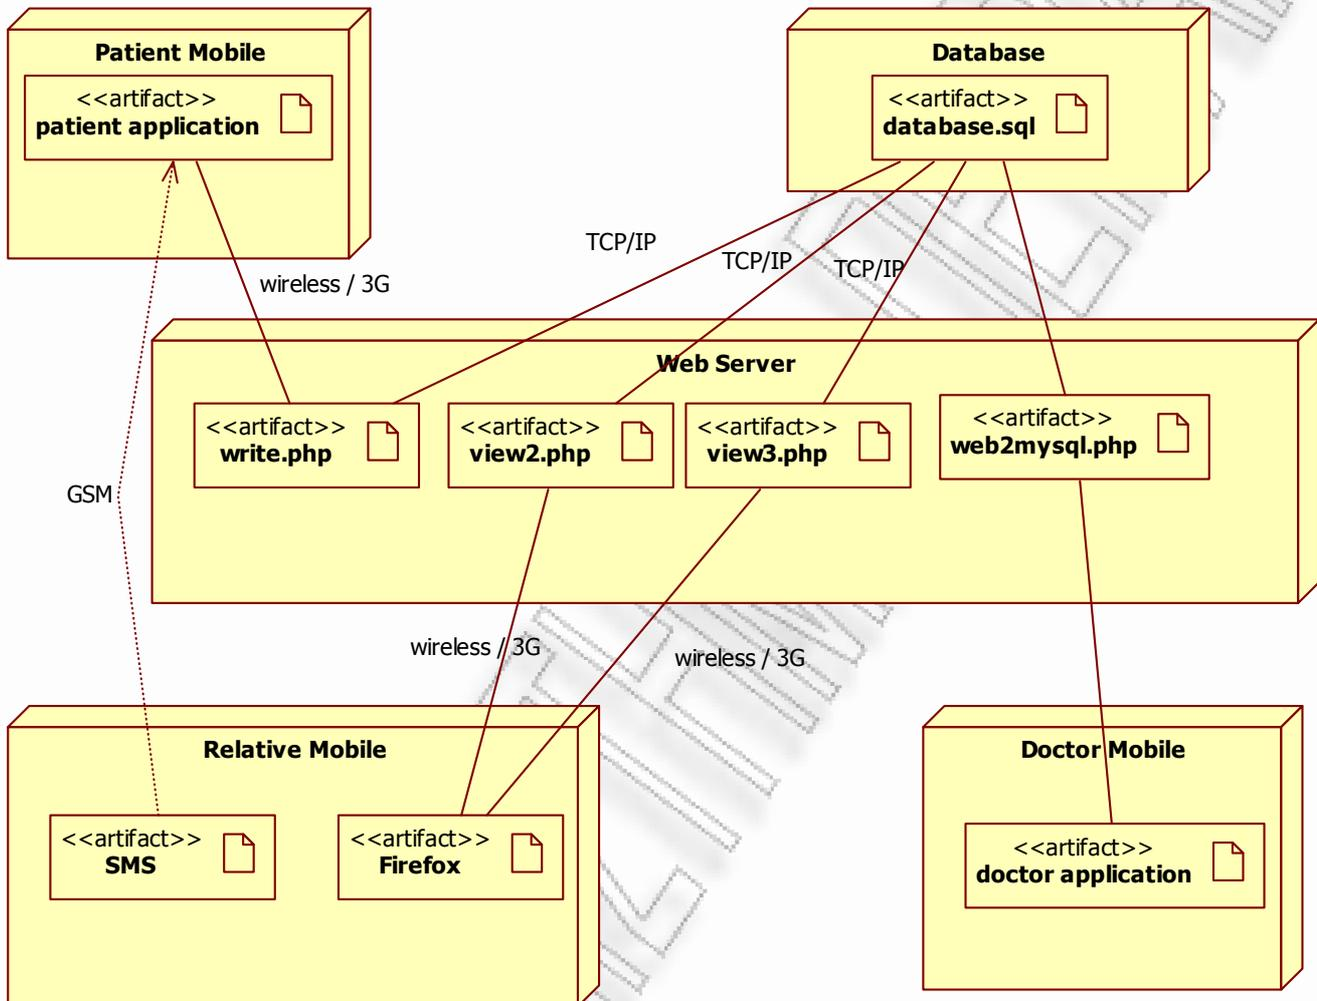 Patient Mobile
<<artifact>>
patient application
Database
<<artifact>>
database.sql
TCP/IP
TCP/IP
TCP/IP
wireless / 3G
Web Server
<<artifact>>
write.php
<<artifact>>
view2.php
<<artifact>>
view3.php
<<artifact>>
web2mysql.php
GSM
wireless / 3G
wireless / 3G
Relative Mobile
<<artifact>>
SMS
<<artifact>>
Firefox
Doctor Mobile
<<artifact>>
doctor application